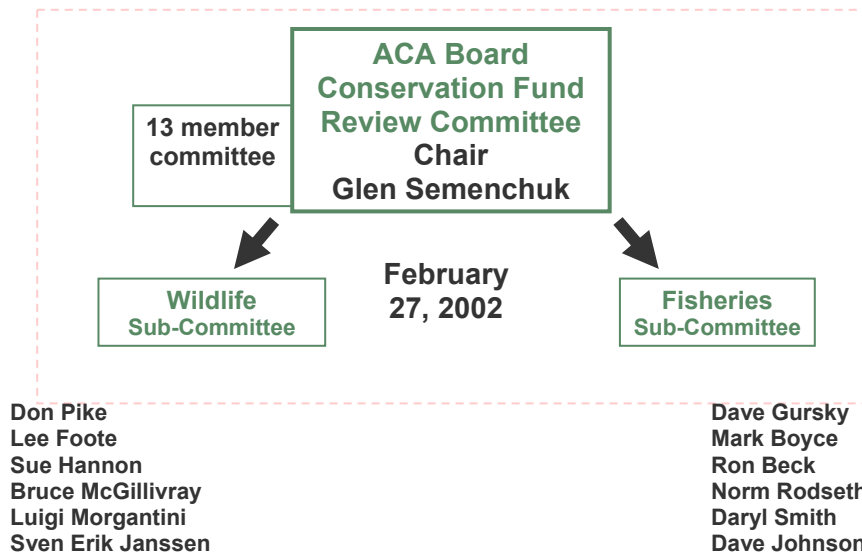 ACA Board
Conservation Fund
Review Committee
Chair
Glen Semenchuk
13 member
committee
February
27, 2002
Wildlife
Sub-Committee
Fisheries
Sub-Committee
Don Pike
Lee Foote
Sue Hannon
Bruce McGillivray
Luigi Morgantini
Sven Erik Janssen
Dave Gursky
Mark Boyce
Ron Beck
Norm Rodseth
Daryl Smith
Dave Johnson